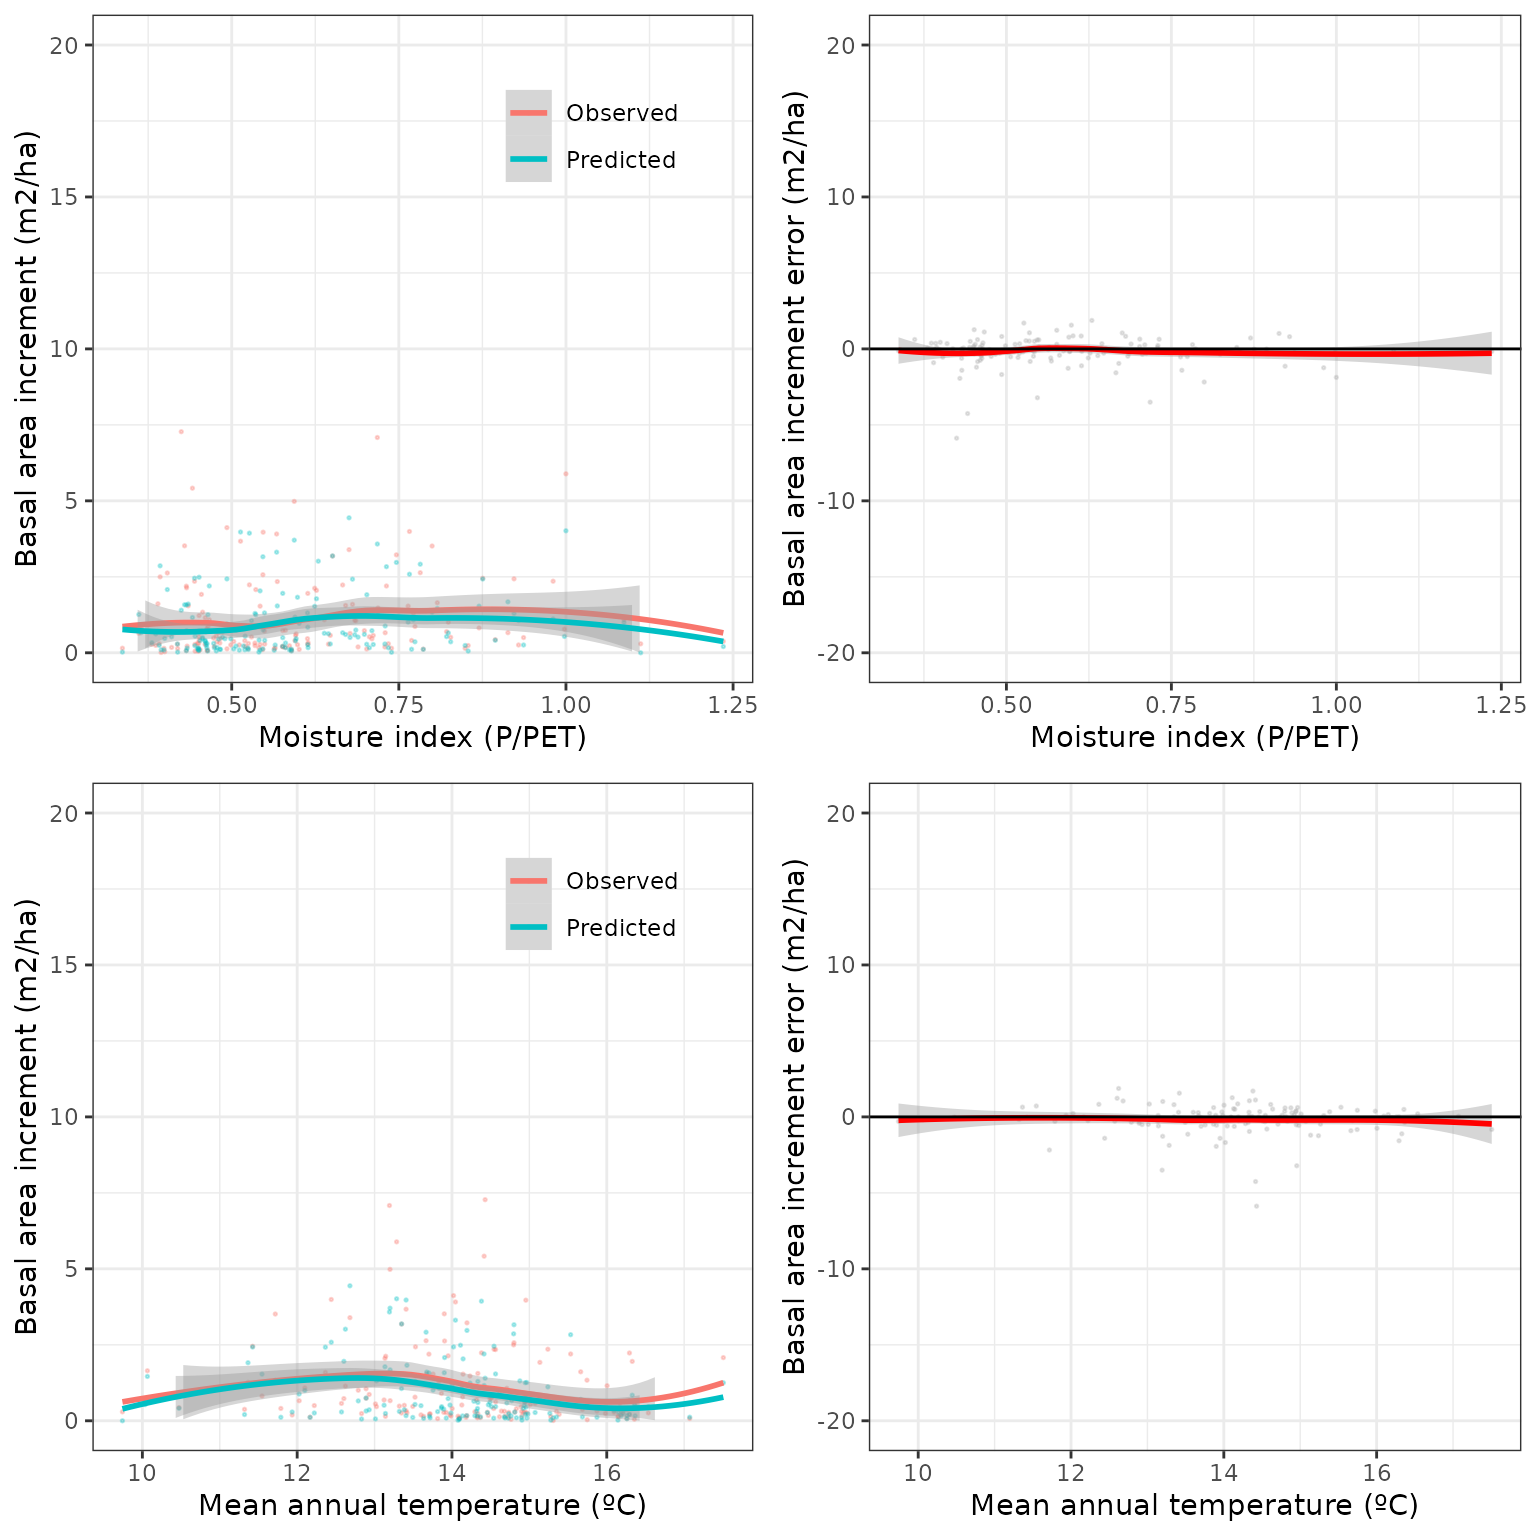 Basal area increment (m2/ha)
20
15
10
5
0
Observed
Predicted
0.50 0.75 1.00 1.25
Moisture index (P/PET)
Basal area increment error (m2/ha)
20
10
0
-10
-20
0.50 0.75 1.00 1.25
Moisture index (P/PET)
Basal area increment (m2/ha)
20
15
10
5
0
Observed
Predicted
10 12 14 16
Mean annual temperature (ºC)
Basal area increment error (m2/ha)
20
10
0
-10
-20
10 12 14 16
Mean annual temperature (ºC)